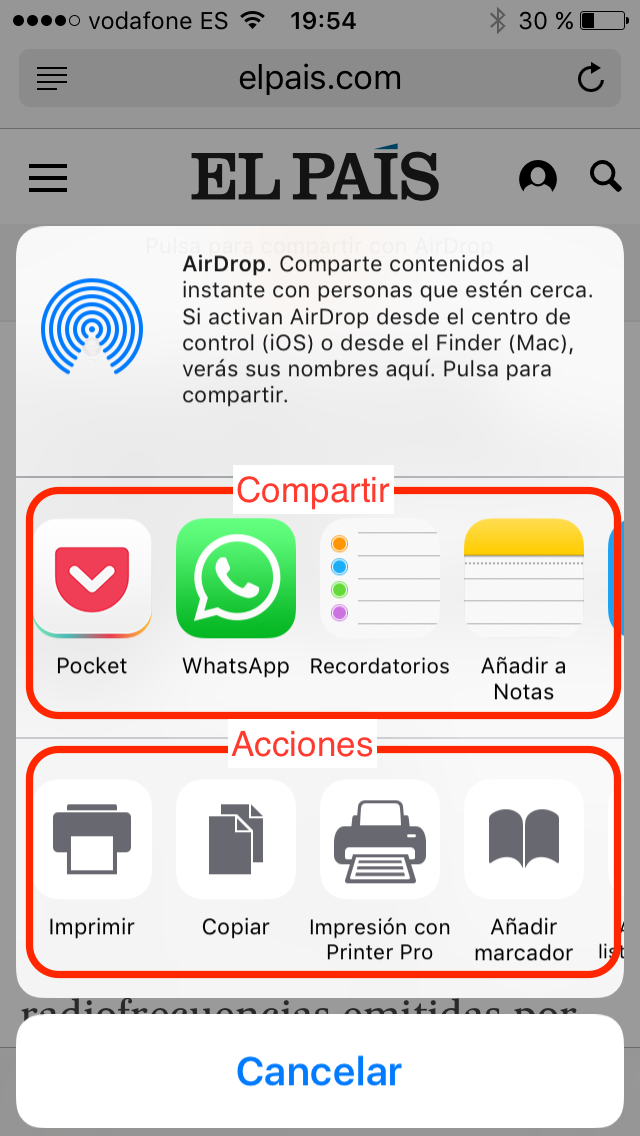 vodafone ES 19:54 30 %
elpais.com
EL PAÍS
Pulsa para compartir con AirDrop
AirDrop. Comparte contenidos al
instante con personas que estén cerca.
Si activan AirDrop desde el centro de
control (iOS) o desde el Finder (Mac),
verás sus nombres aquí. Pulsa para
compartir.
Compartir
Pocket
WhatsApp
Recordatorios
Añadir a
Notas
Acciones
Imprimir
Copiar
Impresión con
Printer Pro
Añadir
marcador
radiofrecuencias emitidas por
Cancelar